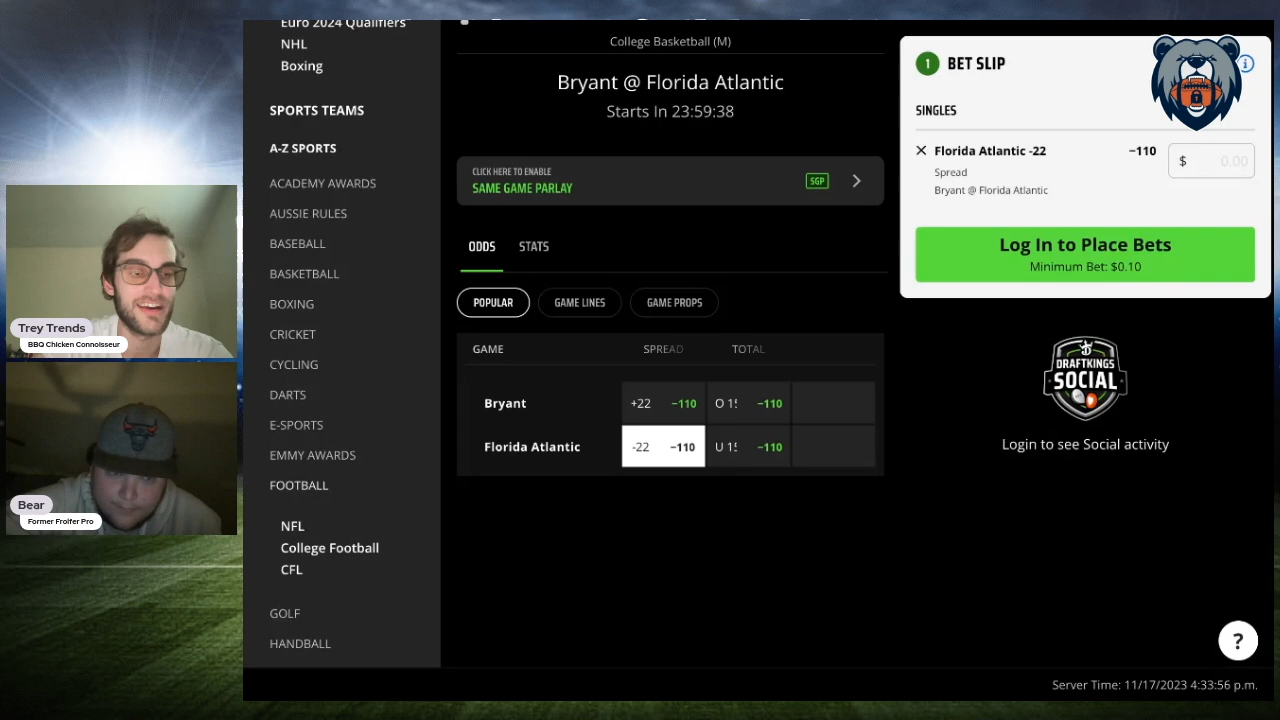 Euro 2024 Qualifiers
NHL
Boxing
SPORTS TEAMS
A-Z SPORTS
ACADEMY AWARDS
AUSSIE RULES
BASEBALL
BASKETBALL
BOXING
CRICKET
CYCLING
DARTS
E-SPORTS
EMMY AWARDS
FOOTBALL
NFL
College Football
CFL
GOLF
HANDBALL
College Basketball (M)
Bryant @ Florida Atlantic
Starts In 23:59:38
CLICK HERE TO ENABLE
SAME GAME PARLAY
SGP
ODDS STATS
POPULAR GAME LINES GAME PROPS
GAME SPREAD TOTAL
Bryant +22 −110 O 15 −110
Florida Atlantic -22 −110 U 15 −110
1 BET SLIP
SINGLES
Florida Atlantic -22 −110 $ 0.00
Spread
Bryant @ Florida Atlantic
Log In to Place Bets
Minimum Bet: $0.10
DRAFTKINGS
SOCIAL
Login to see Social activity
?
Server Time: 11/17/2023 4:33:56 p.m.
Trey Trends
BBQ Chicken Connoisseur
Bear
Former Frolfer Pro